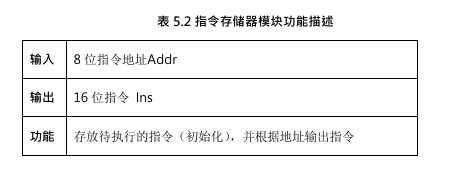 表 5.2 指令存储器模块功能描述
输入 8 位指令地址Addr
输出 16 位指令 Ins
功能 存放待执行的指令（初始化），并根据地址输出指令